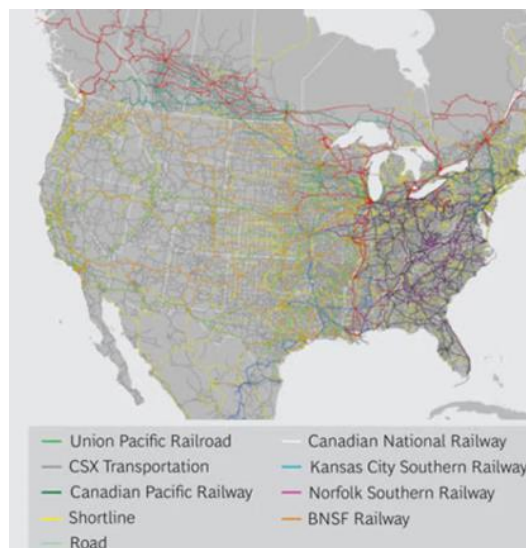 Union Pacific Railroad
CSX Transportation
Canadian Pacific Railway
Shortline
Road
Canadian National Railway
Kansas City Southern Railway
Norfolk Southern Railway
BNSF Railway